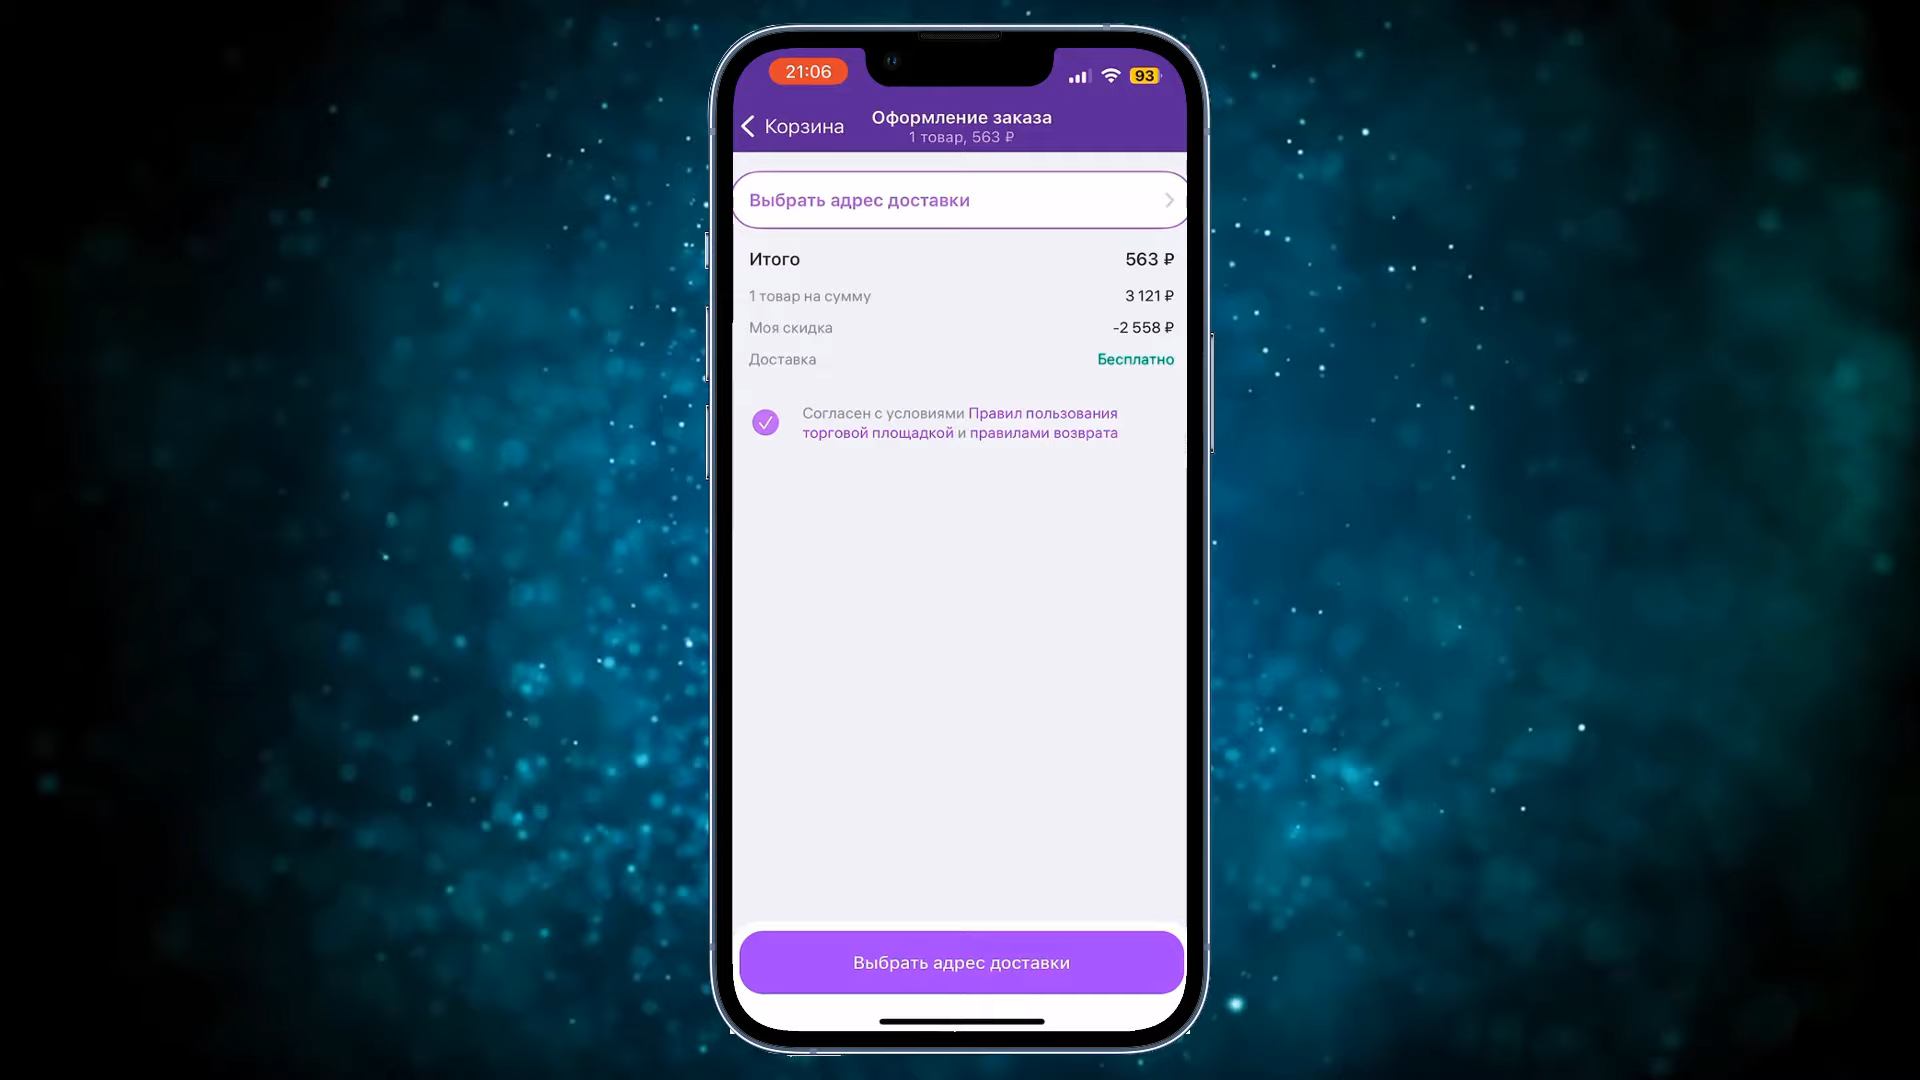 21:06
93
Корзина
Оформление заказа
1 товар, 563 ₽
Выбрать адрес доставки
Итого 563 ₽
1 товар на сумму 3 121 ₽
Моя скидка -2 558 ₽
Доставка Бесплатно
Согласен с условиями Правил пользования
торговой площадкой и правилами возврата
Выбрать адрес доставки